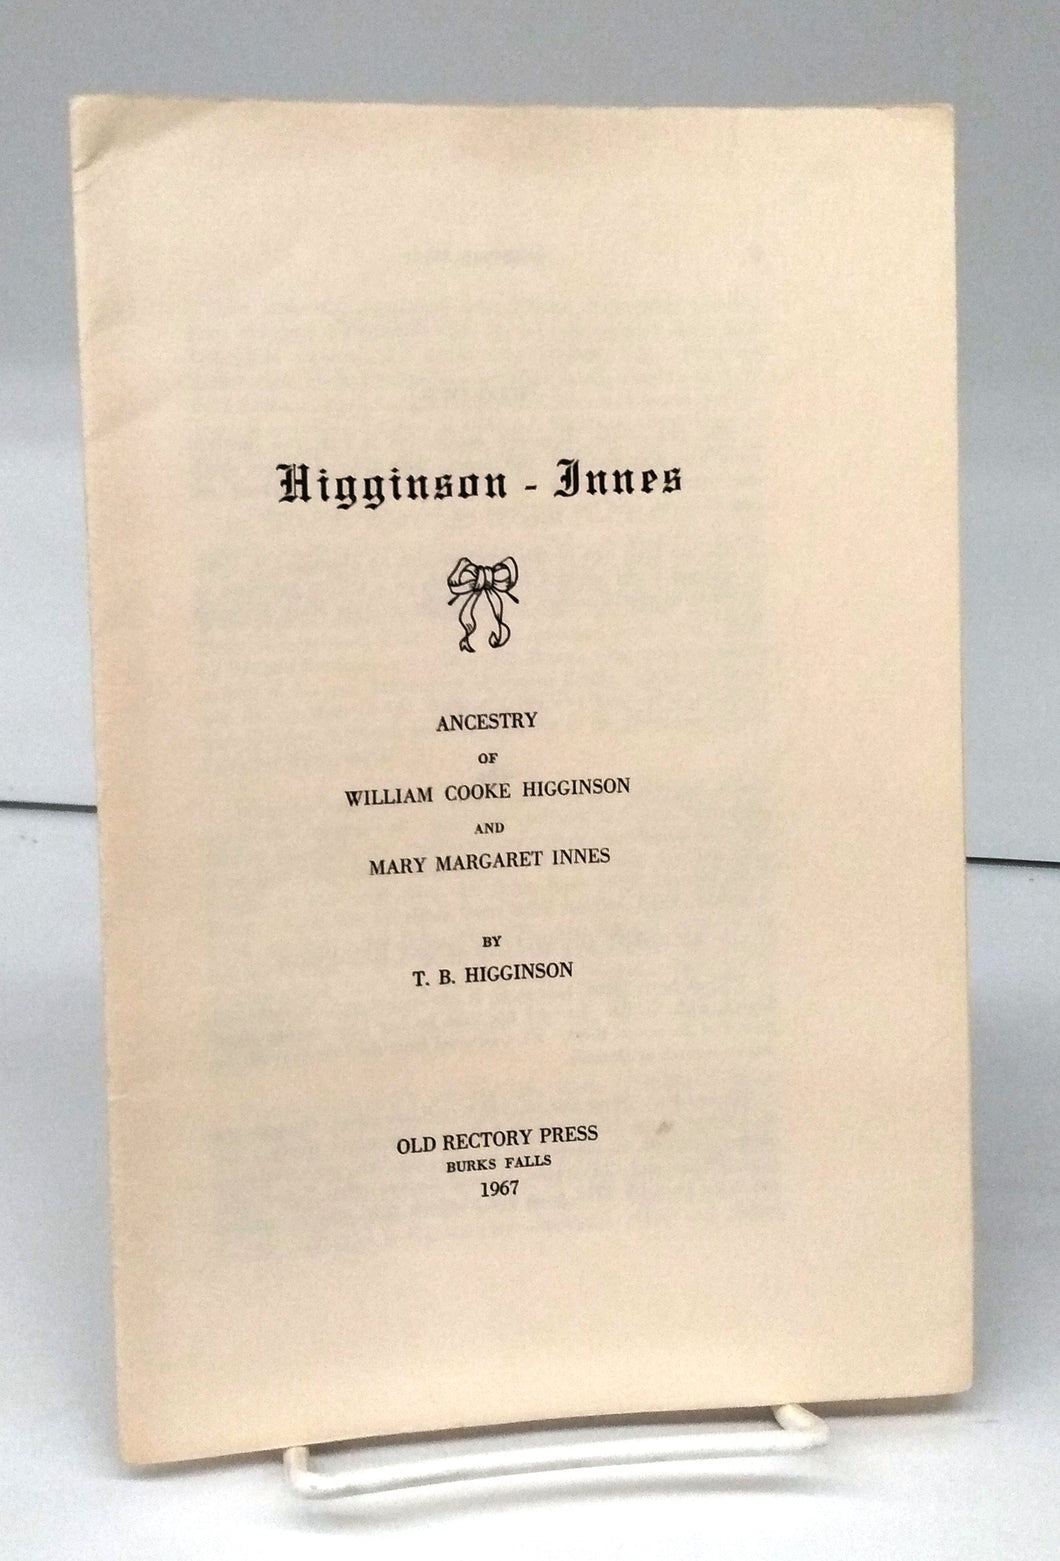 Higginson - Innes
ANCESTRY
OF
WILLIAM COOKE HIGGINSON
AND
MARY MARGARET INNES
BY
T. B. HIGGINSON
OLD RECTORY PRESS
BURKS FALLS
1967